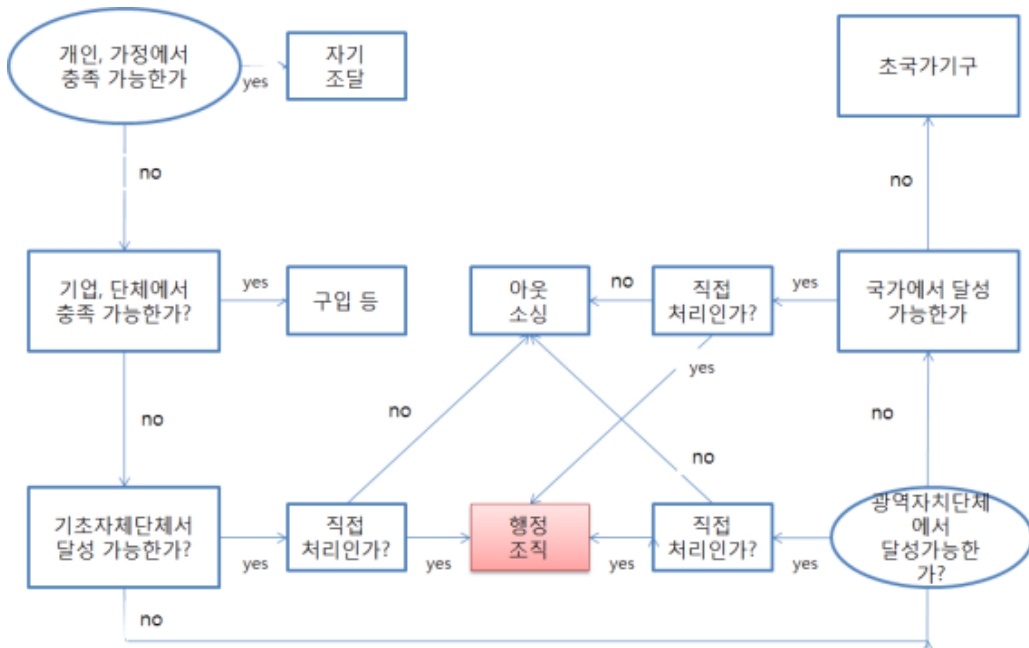 개인, 가정에서
충족 가능한가
yes
자기
조달
초국가기구
no
no
기업, 단체에서
충족 가능한가?
yes
구입 등
아웃
소싱
no
직접
처리인가?
yes
국가에서 달성
가능한가
yes
no
no
no
no
기초자체단체서
달성 가능한가?
yes
직접
처리인가?
yes
행정
조직
yes
직접
처리인가?
yes
광역자치단체
에서
달성가능한
가?
no